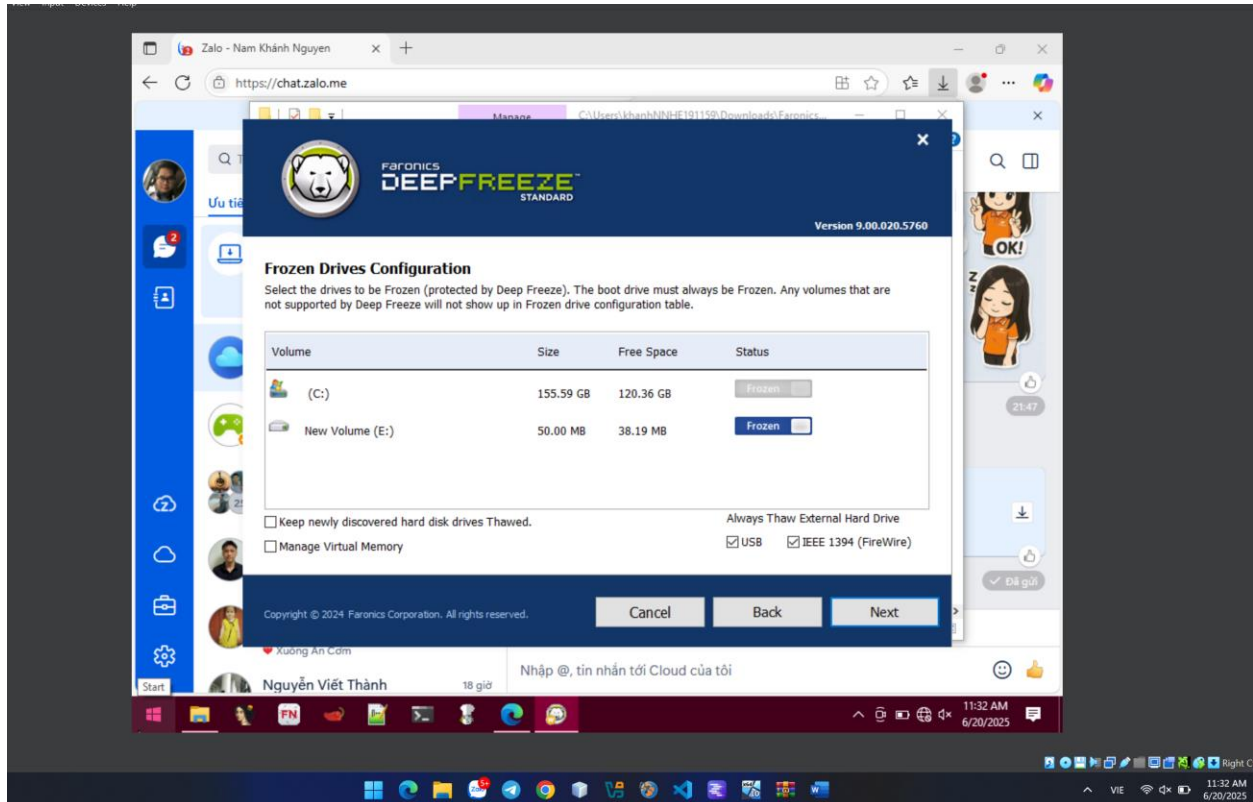 View Input Devices Help
Zalo - Nam Khánh Nguyen
https://chat.zalo.me
Manage
C:\Users\khanhNNHE191159\Downloads\Faronics...
Ưu tiê
2
Faronics
DEEPFREEZE
STANDARD
Version 9.00.020.5760
OK!
Frozen Drives Configuration
Select the drives to be Frozen (protected by Deep Freeze). The boot drive must always be Frozen. Any volumes that are
not supported by Deep Freeze will not show up in Frozen drive configuration table.
Volume Size Free Space Status
(C:) 155.59 GB 120.36 GB Frozen
New Volume (E:) 50.00 MB 38.19 MB Frozen
21:47
Keep newly discovered hard disk drives Thawed.
Always Thaw External Hard Drive
Manage Virtual Memory
USB IEEE 1394 (FireWire)
Đã gửi
Copyright © 2024 Faronics Corporation. All rights reserved.
Cancel Back Next
Xuông An Cơm
Nhập @, tin nhắn tới Cloud của tôi
Start
Nguyễn Viết Thành 18 giờ
FN
11:32 AM
6/20/2025
Right C
VIE
11:32 AM
6/20/2025